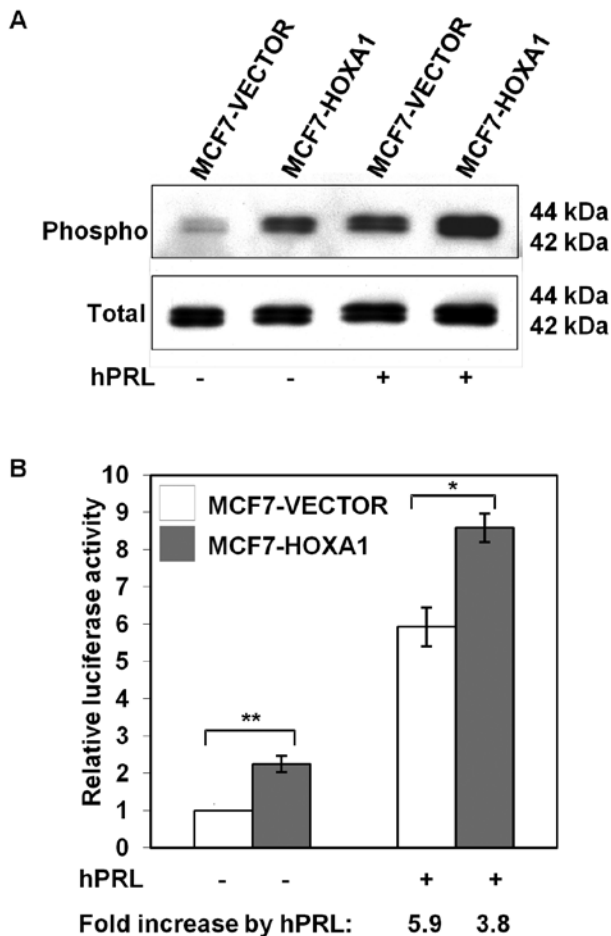 A
MCF7-VECTOR
MCF7-HOXA1
MCF7-VECTOR
MCF7-HOXA1
Phospho
44 kDa
42 kDa
Total
44 kDa
42 kDa
hPRL - - + +
B
10
9
8
7
6
5
4
3
2
1
0
Relative luciferase activity
MCF7-VECTOR
MCF7-HOXA1
**
*
hPRL - - + +
Fold increase by hPRL: 5.9 3.8